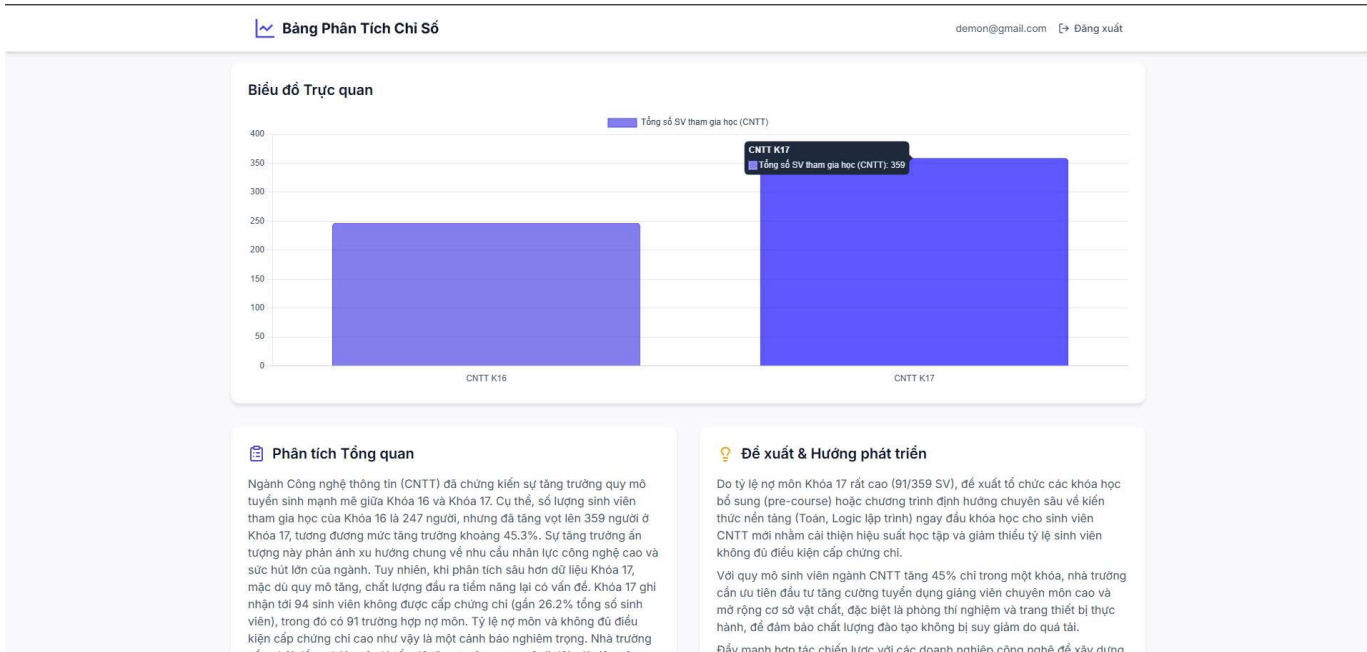 Bảng Phân Tích Chỉ Số
demon@gmail.com
Đăng xuất
Biểu đồ Trực quan
Tổng số SV tham gia học (CNTT)
400
350
300
250
200
150
100
50
0
CNTT K17
Tổng số SV tham gia học (CNTT): 359
CNTT K16
CNTT K17
Phân tích Tổng quan
Ngành Công nghệ thông tin (CNTT) đã chứng kiến sự tăng trưởng quy mô
tuyển sinh mạnh mẽ giữa Khóa 16 và Khóa 17. Cụ thể, số lượng sinh viên
tham gia học của Khóa 16 là 247 người, nhưng đã tăng vọt lên 359 người ở
Khóa 17, tương đương mức tăng trưởng khoảng 45.3%. Sự tăng trưởng ấn
tượng này phản ánh xu hướng chung về nhu cầu nhân lực công nghệ cao và
sức hút lớn của ngành. Tuy nhiên, khi phân tích sâu hơn dữ liệu Khóa 17,
mặc dù quy mô tăng, chất lượng đầu ra tiềm năng lại có vấn đề. Khóa 17 ghi
nhận tới 94 sinh viên không được cấp chứng chỉ (gần 26.2% tổng số sinh
viên), trong đó có 91 trường hợp nợ môn. Tỷ lệ nợ môn và không đủ điều
kiện cấp chứng chỉ cao như vậy là một cảnh báo nghiêm trọng. Nhà trường
Đề xuất & Hướng phát triển
Do tỷ lệ nợ môn Khóa 17 rất cao (91/359 SV), đề xuất tổ chức các khóa học
bổ sung (pre-course) hoặc chương trình định hướng chuyên sâu về kiến
thức nền tảng (Toán, Logic lập trình) ngay đầu khóa học cho sinh viên
CNTT mới nhằm cải thiện hiệu suất học tập và giảm thiểu tỷ lệ sinh viên
không đủ điều kiện cấp chứng chỉ.
Với quy mô sinh viên ngành CNTT tăng 45% chỉ trong một khóa, nhà trường
cần ưu tiên đầu tư tăng cường tuyển dụng giảng viên chuyên môn cao và
mở rộng cơ sở vật chất, đặc biệt là phòng thí nghiệm và trang thiết bị thực
hành, để đảm bảo chất lượng đào tạo không bị suy giảm do quá tải.
Đẩy mạnh hợp tác chiến lược với các doanh nghiệp công nghệ để xây dựng